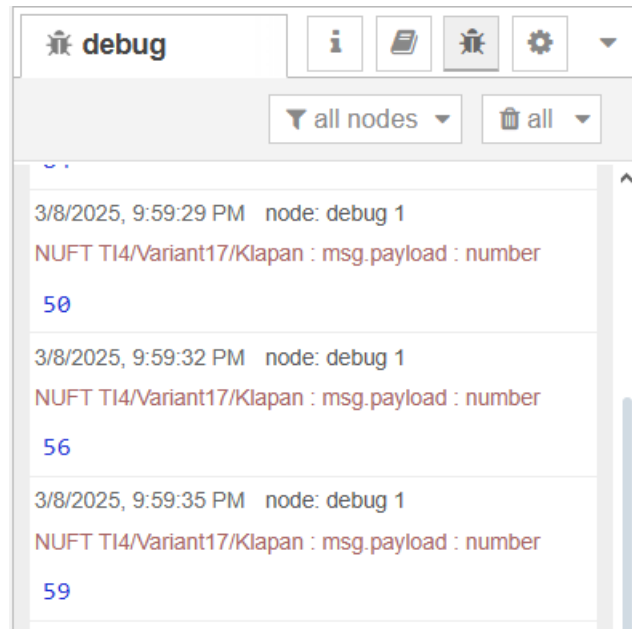 debug
i
all nodes
all
3/8/2025, 9:59:29 PM node: debug 1
NUFT TI4/Variant17/Klapan : msg.payload : number
50
3/8/2025, 9:59:32 PM node: debug 1
NUFT TI4/Variant17/Klapan : msg.payload : number
56
3/8/2025, 9:59:35 PM node: debug 1
NUFT TI4/Variant17/Klapan : msg.payload : number
59